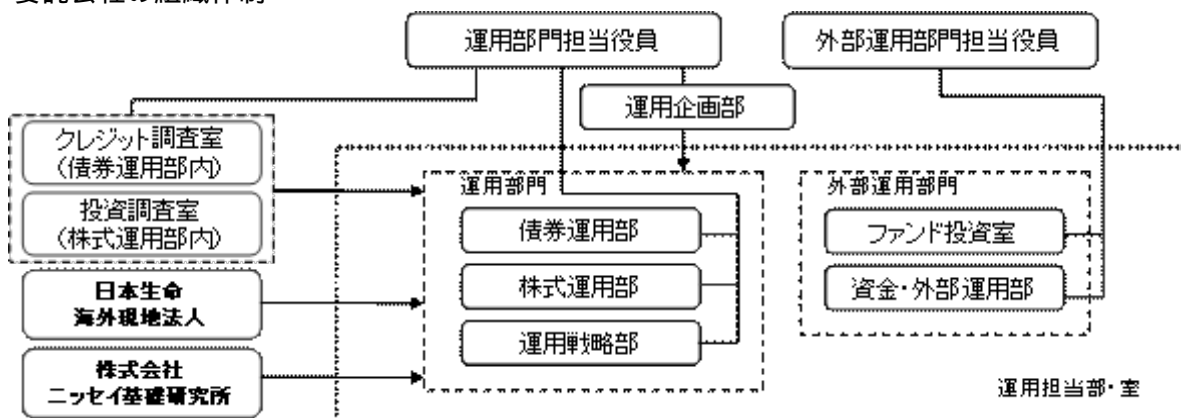 運用部門担当役員
外部運用部門担当役員
運用企画部
クレジット調査室
(債券運用部内)
投資調査室
(株式運用部内)
日本生命
海外現地法人
株式会社
ニッセイ基礎研究所
運用部門
債券運用部
株式運用部
運用戦略部
外部運用部門
ファンド投資室
資金・外部運用部
運用担当部・室